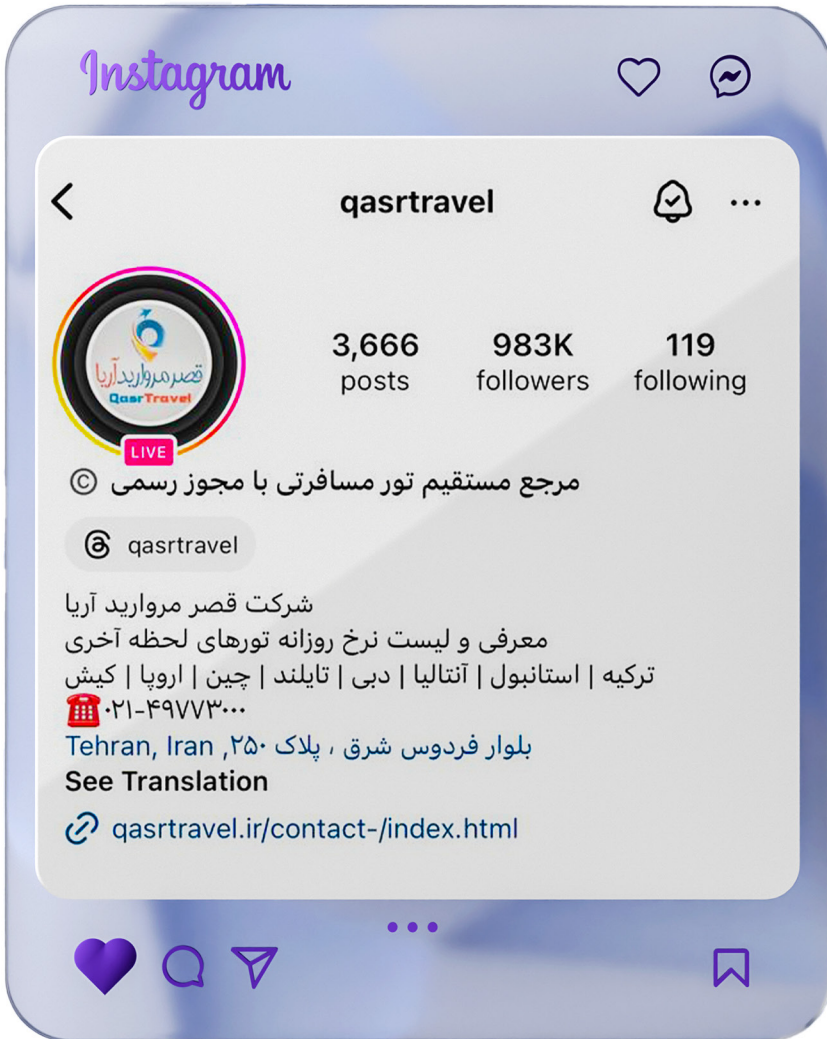 Instagram
qasrtravel
قصر مروارید آریا
QasrTravel
LIVE
3,666 983K 119
posts followers following
مرجع مستقیم تور مسافرتی با مجوز رسمی ©
qasrtravel
شرکت قصر مروارید آریا
معرفی و لیست نرخ روزانه تورهای لحظه آخری
ترکیه | استانبول | آنتالیا | دبی | تایلند | چین | اروپا | کیش
☎️۰۲۱-۴۹۷۷۳۰۰۰
بلوار فردوس شرق ، پلاک ۲۵۰, Tehran, Iran
See Translation
qasrtravel.ir/contact-/index.html